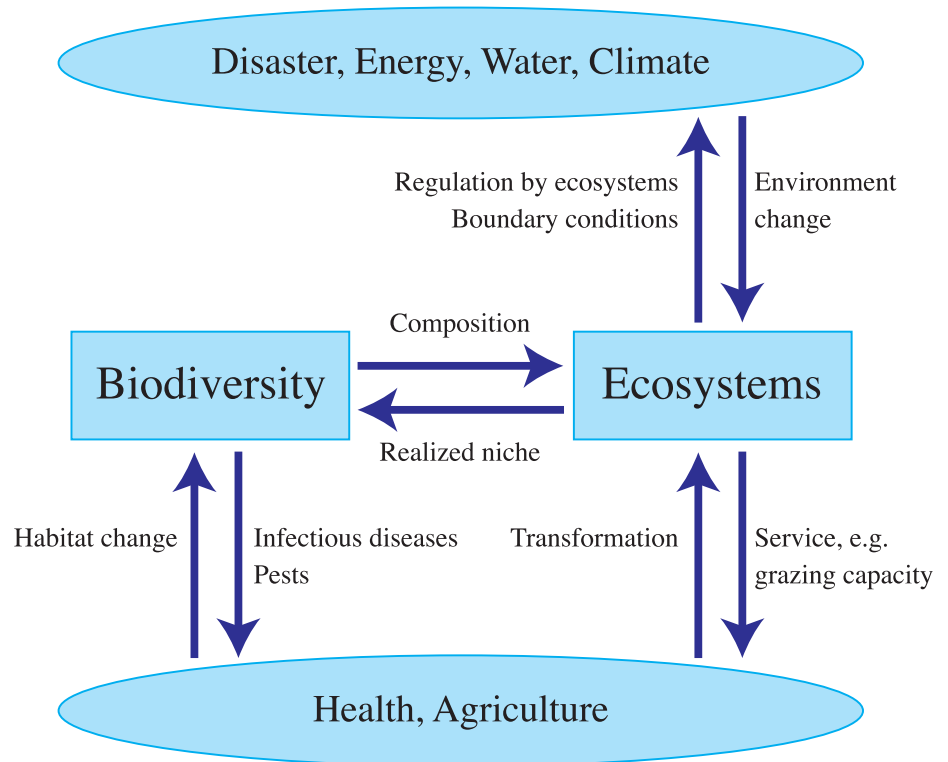 Disaster, Energy, Water, Climate
Regulation by ecosystems
Boundary conditions
Environment
change
Composition
Biodiversity
Ecosystems
Realized niche
Habitat change
Infectious diseases
Pests
Transformation
Service, e.g.
grazing capacity
Health, Agriculture